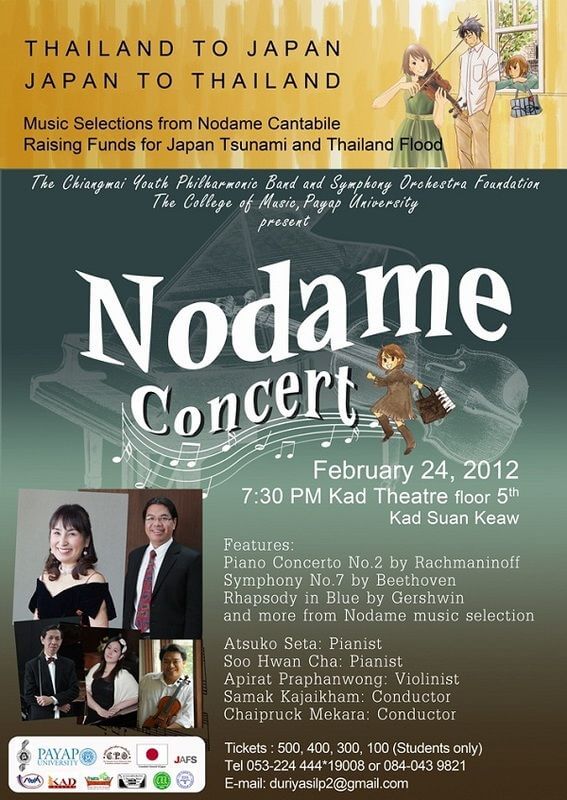 THAILAND TO JAPAN
JAPAN TO THAILAND
Music Selections from Nodame Cantabile
Raising Funds for Japan Tsunami and Thailand Flood
The Chiangmai Youth Philharmonic Band and Symphony Orchestra Foundation
The College of Music,Payap University
present
Nodame
Concert
February 24, 2012
7:30 PM Kad Theatre floor 5th
Kad Suan Keaw
Features:
Piano Concerto No.2 by Rachmaninoff
Symphony No.7 by Beethoven
Rhapsody in Blue by Gershwin
and more from Nodame music selection
Atsuko Seta: Pianist
Soo Hwan Cha: Pianist
Apirat Praphanwong: Violinist
Samak Kajaikham: Conductor
Chaipruck Mekara: Conductor
Tickets : 500, 400, 300, 100 (Students only)
Tel 053-224 444*19008 or 084-043 9821
E-mail: duriyasilp2@gmail.com
PAYAP
UNIVERSITY
C.P.O.
JAFS
KAD